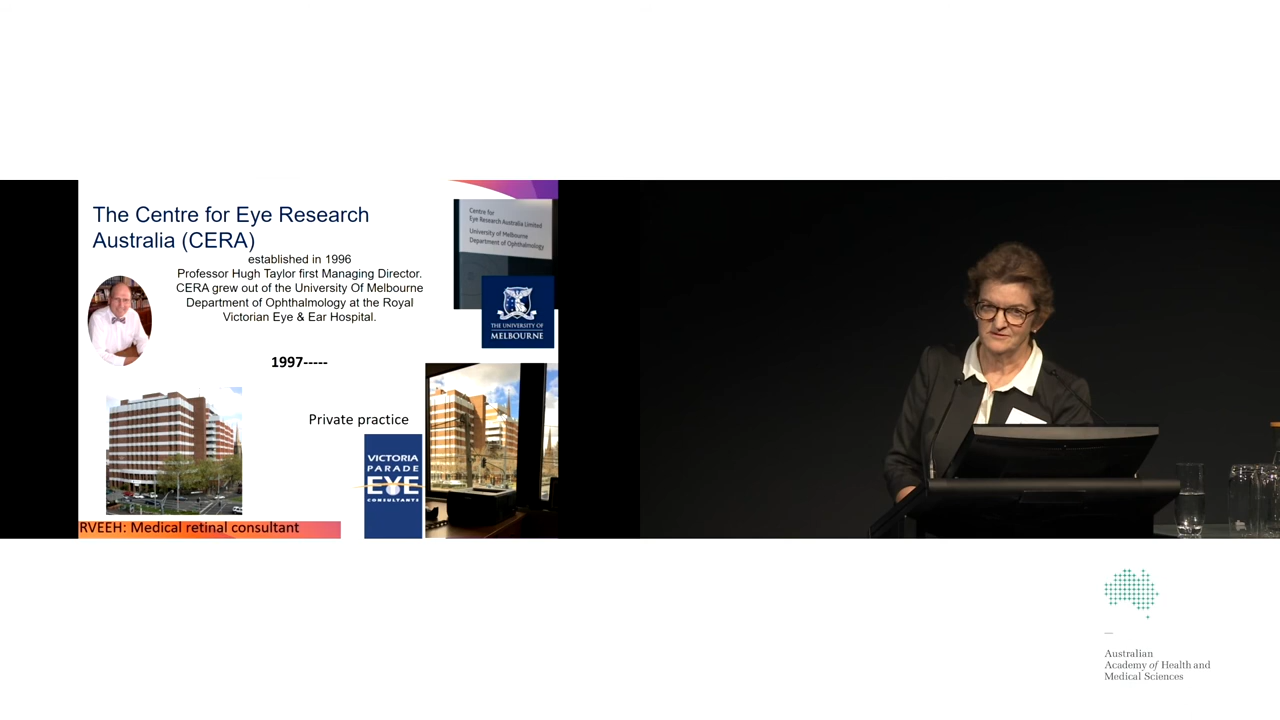 The Centre for Eye Research
Australia (CERA)
established in 1996
Professor Hugh Taylor first Managing Director.
CERA grew out of the University Of Melbourne
Department of Ophthalmology at the Royal
Victorian Eye & Ear Hospital.
Centre for
Eye Research Australia Limited
University of Melbourne
Department of Ophthalmology
THE UNIVERSITY OF
MELBOURNE
1997-----
Private practice
VICTORIA
PARADE
EYE
CONSULTANTS
RVEEH: Medical retinal consultant
Australian
Academy of Health and
Medical Sciences